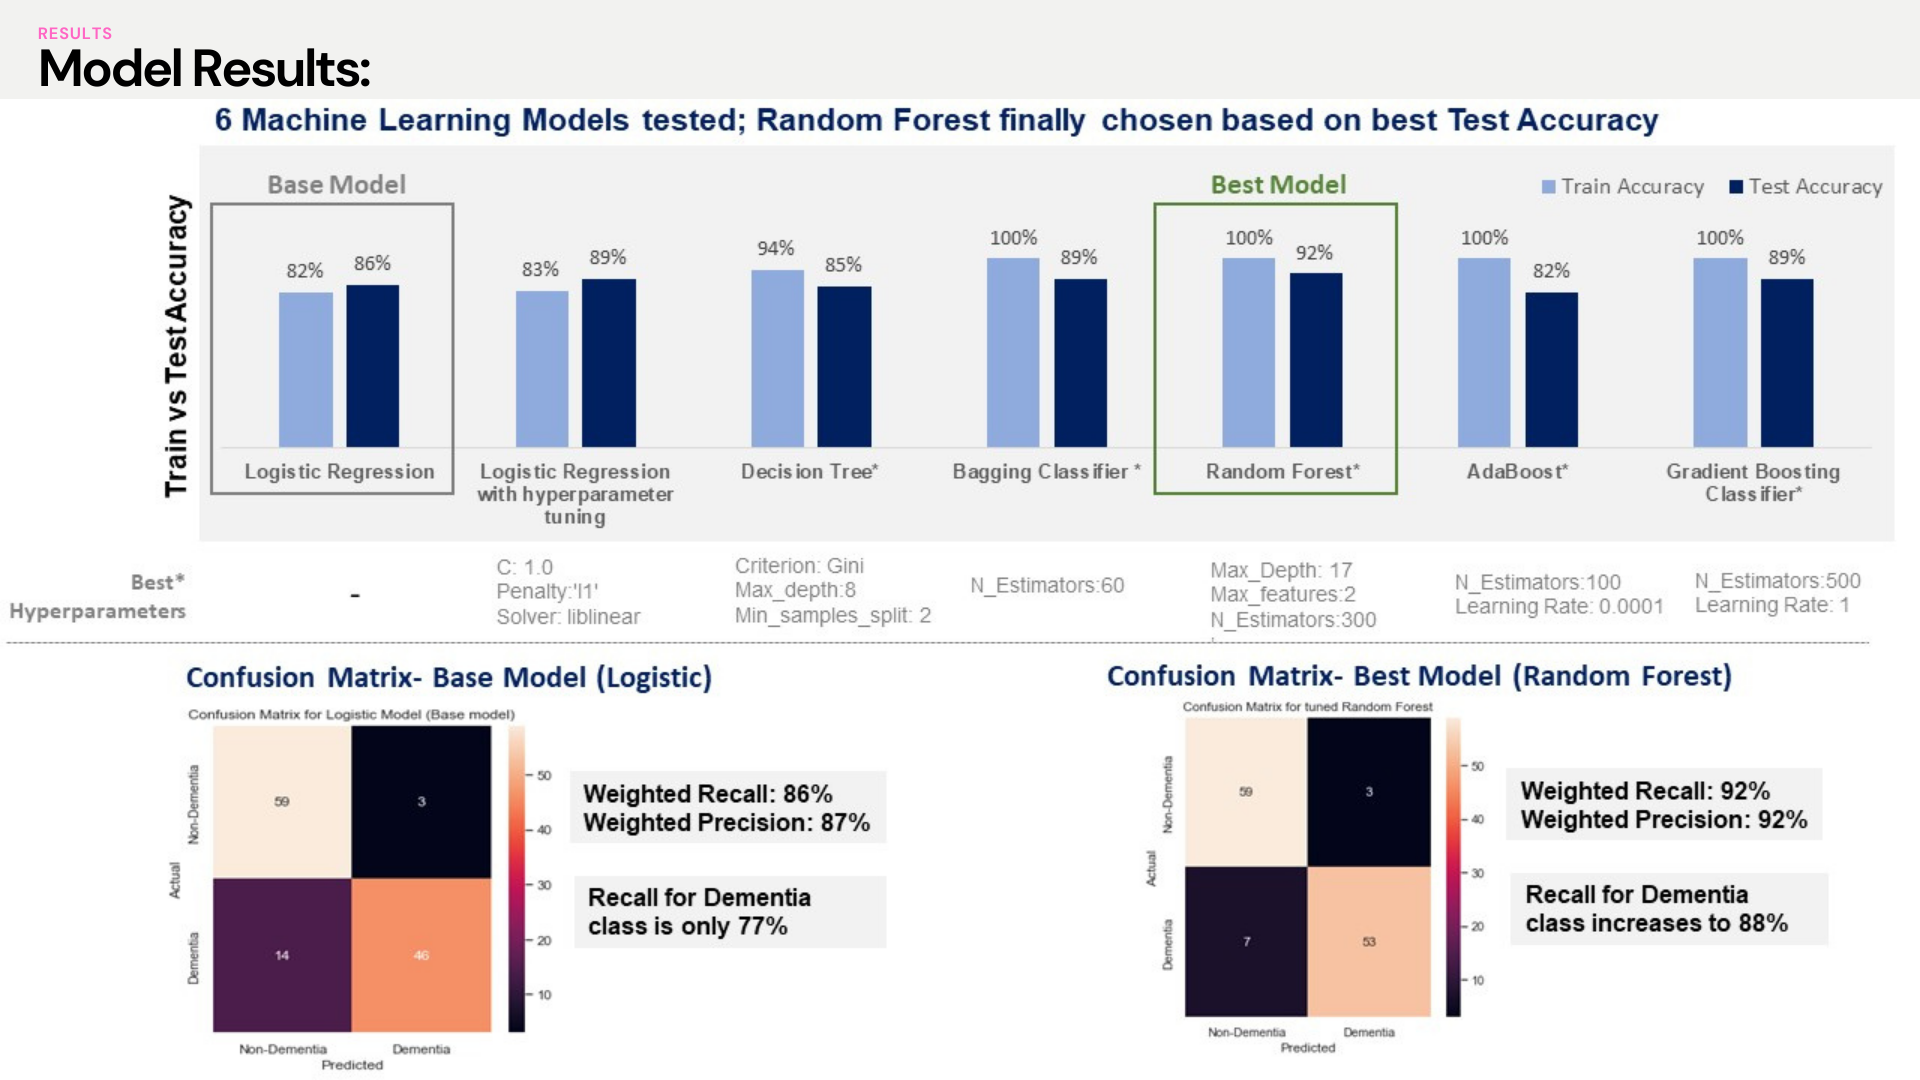 RESULTS
Model Results:
6 Machine Learning Models tested; Random Forest finally chosen based on best Test Accuracy
Train vs Test Accuracy
Base Model
Best Model
Train Accuracy
Test Accuracy
82%
86%
83%
89%
94%
85%
100%
89%
100%
92%
100%
82%
100%
89%
Logistic Regression
Logistic Regression
with hyperparameter
tuning
Decision Tree*
Bagging Classifier *
Random Forest*
AdaBoost*
Gradient Boosting
Classifier*
Best*
Hyperparameters
-
C: 1.0
Penalty:'l1'
Solver: liblinear
Criterion: Gini
Max_depth:8
Min_samples_split: 2
N_Estimators:60
Max_Depth: 17
Max_features:2
N_Estimators:300
N_Estimators:100
Learning Rate: 0.0001
N_Estimators:500
Learning Rate: 1
Confusion Matrix- Base Model (Logistic)
Confusion Matrix for Logistic Model (Base model)
Actual
Non-Dementia
Dementia
59
3
14
46
50
40
30
20
10
Non-Dementia
Dementia
Predicted
Weighted Recall: 86%
Weighted Precision: 87%
Recall for Dementia
class is only 77%
Confusion Matrix- Best Model (Random Forest)
Confusion Matrix for tuned Random Forest
Actual
Non-Dementia
Dementia
59
3
7
53
50
40
30
20
10
Non-Dementia
Dementia
Predicted
Weighted Recall: 92%
Weighted Precision: 92%
Recall for Dementia
class increases to 88%